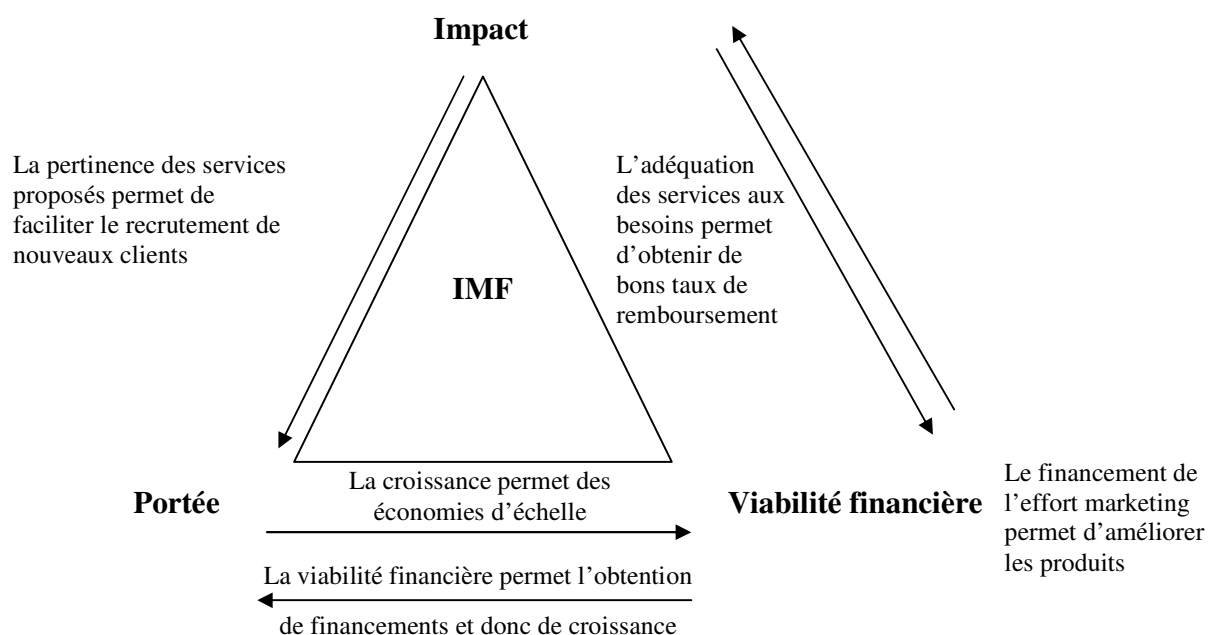 Impact
La pertinence des services
proposés permet de
faciliter le recrutement de
nouveaux clients
L’adéquation
des services aux
besoins permet
d’obtenir de
bons taux de
remboursement
IMF
Portée
La croissance permet des
économies d’échelle
Viabilité financière
Le financement de
l’effort marketing
permet d’améliorer
les produits
La viabilité financière permet l’obtention
de financements et donc de croissance